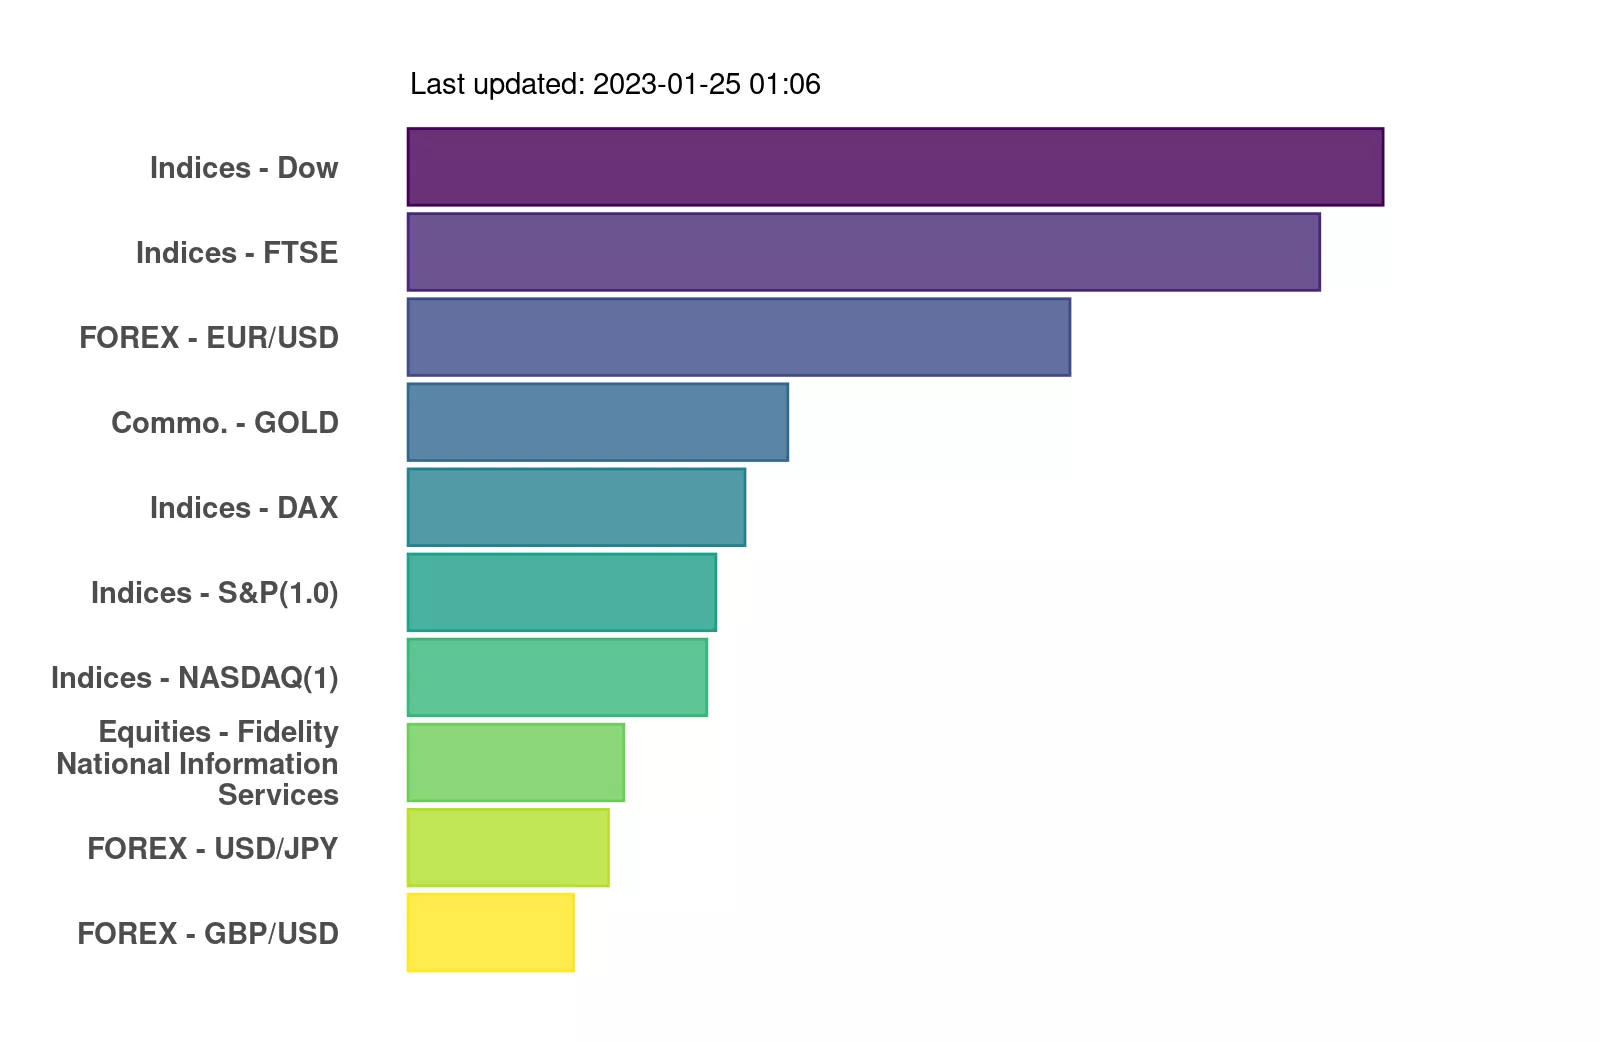 Last updated: 2023-01-25 01:06
Indices - Dow
Indices - FTSE
FOREX - EUR/USD
Commo. - GOLD
Indices - DAX
Indices - S&P(1.0)
Indices - NASDAQ(1)
Equities - Fidelity
National Information
Services
FOREX - USD/JPY
FOREX - GBP/USD